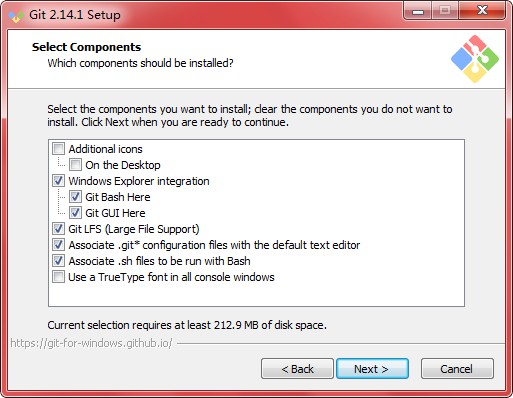 Git 2.14.1 Setup
Select Components
Which components should be installed?
Select the components you want to install; clear the components you do not want to
install. Click Next when you are ready to continue.
Additional icons
On the Desktop
Windows Explorer integration
Git Bash Here
Git GUI Here
Git LFS (Large File Support)
Associate .git* configuration files with the default text editor
Associate .sh files to be run with Bash
Use a TrueType font in all console windows
Current selection requires at least 212.9 MB of disk space.
https://git-for-windows.github.io/
< Back
Next >
Cancel